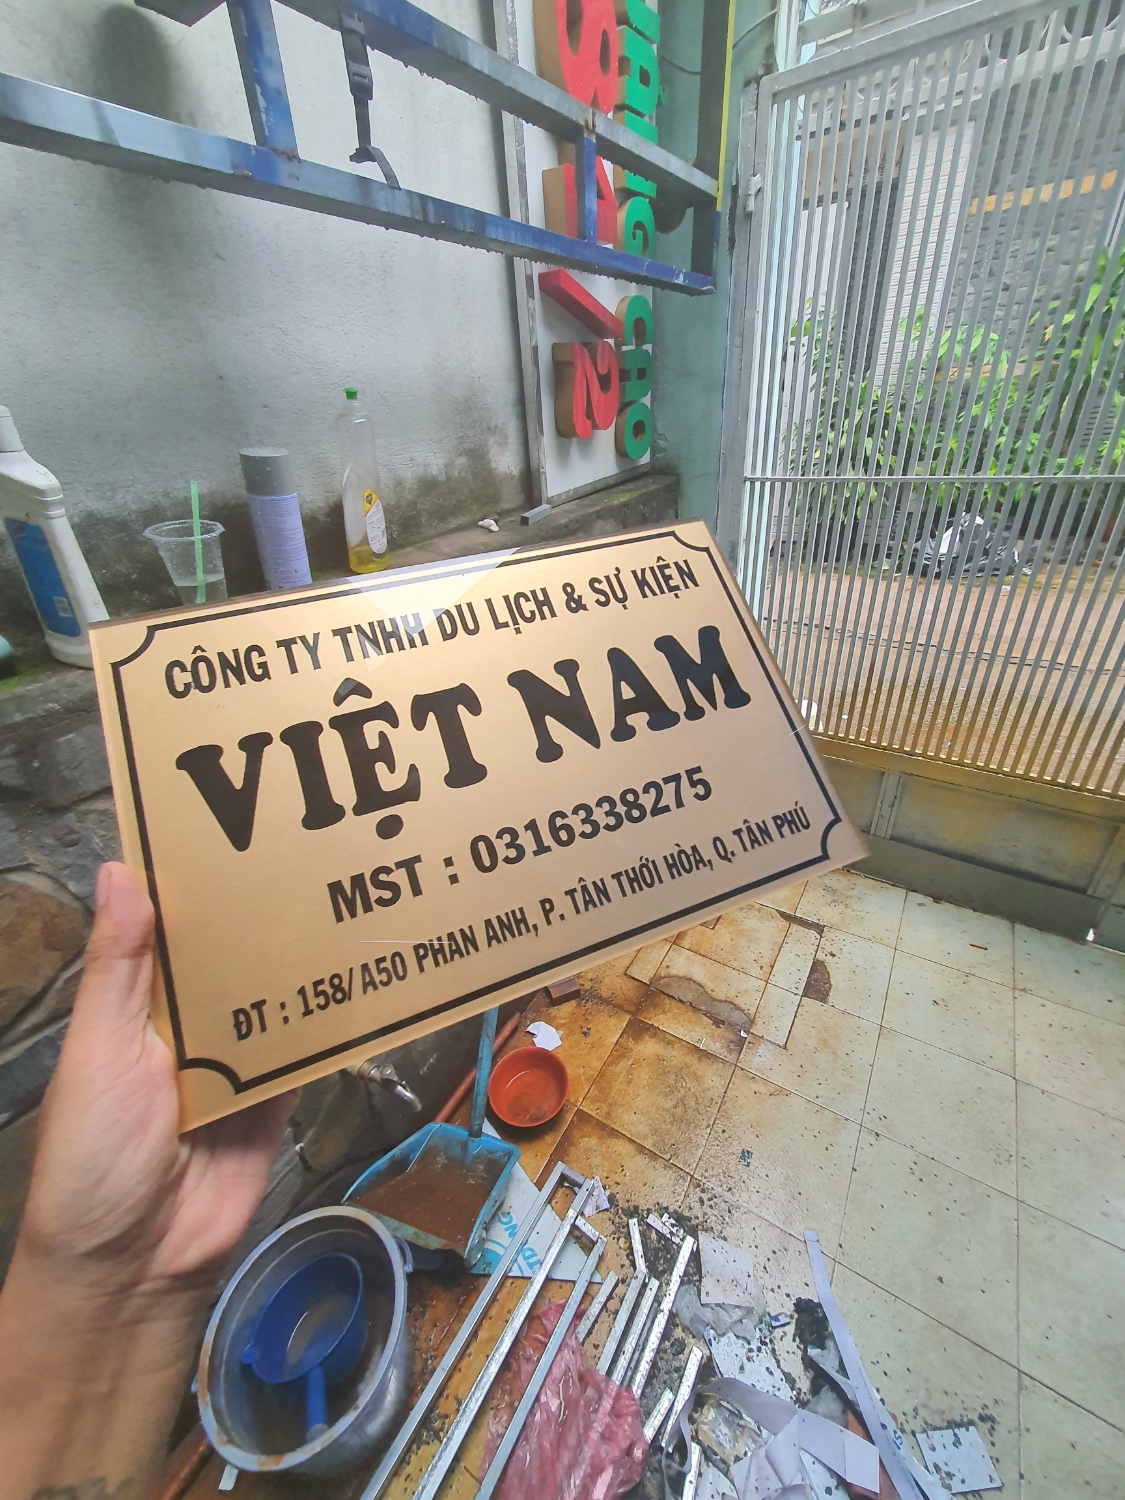 CÔNG TY TNHH DU LỊCH & SỰ KIỆN
VIỆT NAM
MST : 0316338275
ĐT : 158/A50 PHAN ANH, P. TÂN THỚI HÒA, Q. TÂN PHÚ
CAO